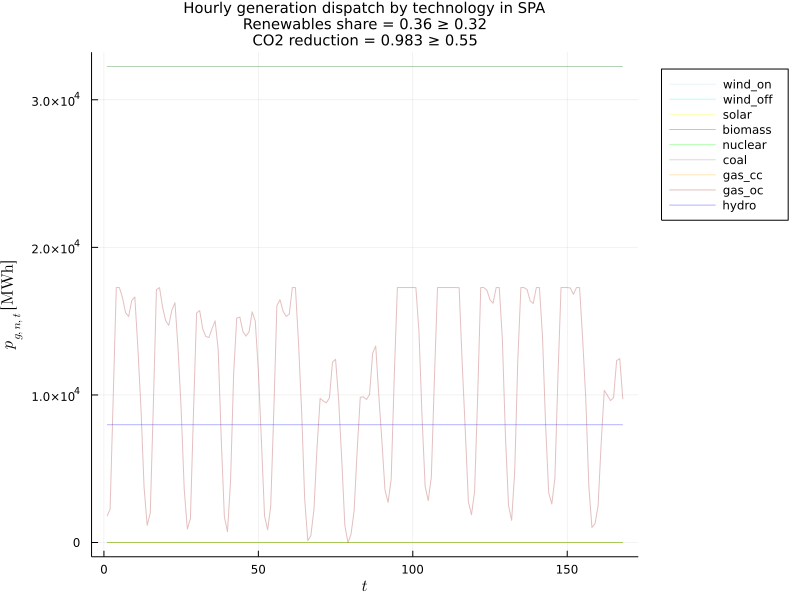 Hourly generation dispatch by technology in SPA
Renewables share = 0.36 ≥ 0.32
CO2 reduction = 0.983 ≥ 0.55
wind_on
wind_off
solar
biomass
nuclear
coal
gas_cc
gas_oc
hydro
3.0×10⁴
2.0×10⁴
1.0×10⁴
0
p_{g,n,t} [MWh]
0 50 100 150
t